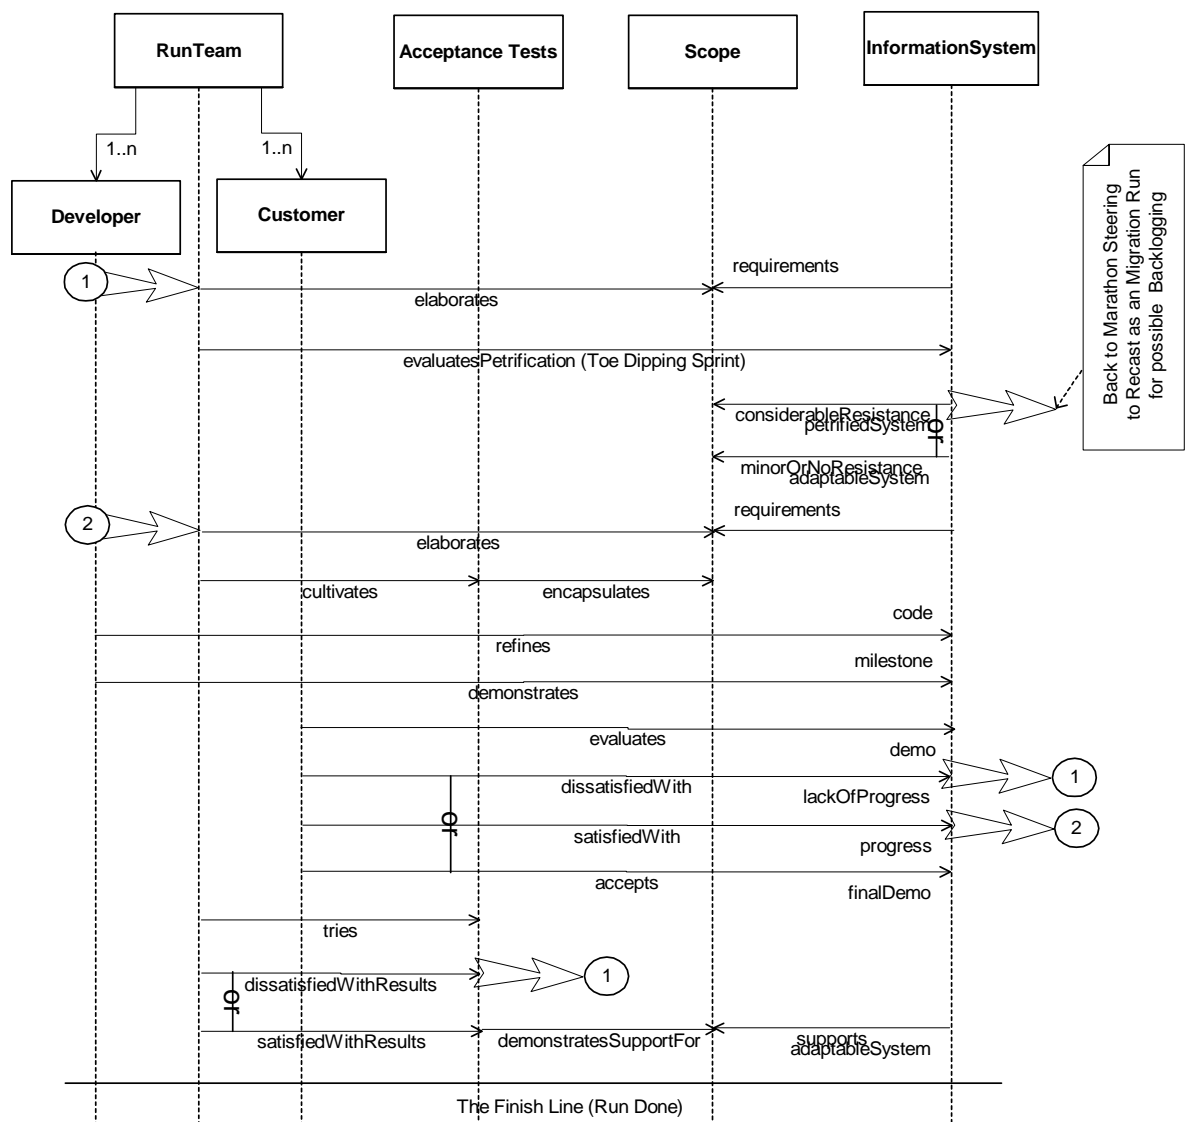 RunTeam
Acceptance Tests
Scope
InformationSystem
1..n
1..n
Developer
Customer
Back to Marathon Steering
to Recast as an Migration Run
for possible Backlogging
1
requirements
elaborates
evaluatesPetrification (Toe Dipping Sprint)
considerableResistance
petrifiedSystem
or
minorOrNoResistance
adaptableSystem
2
requirements
elaborates
cultivates
encapsulates
code
refines
milestone
demonstrates
evaluates
demo
dissatisfiedWith
1
lackOfProgress
or
satisfiedWith
2
progress
accepts
finalDemo
tries
dissatisfiedWithResults
1
or
satisfiedWithResults
demonstratesSupportFor
supports
adaptableSystem
The Finish Line (Run Done)